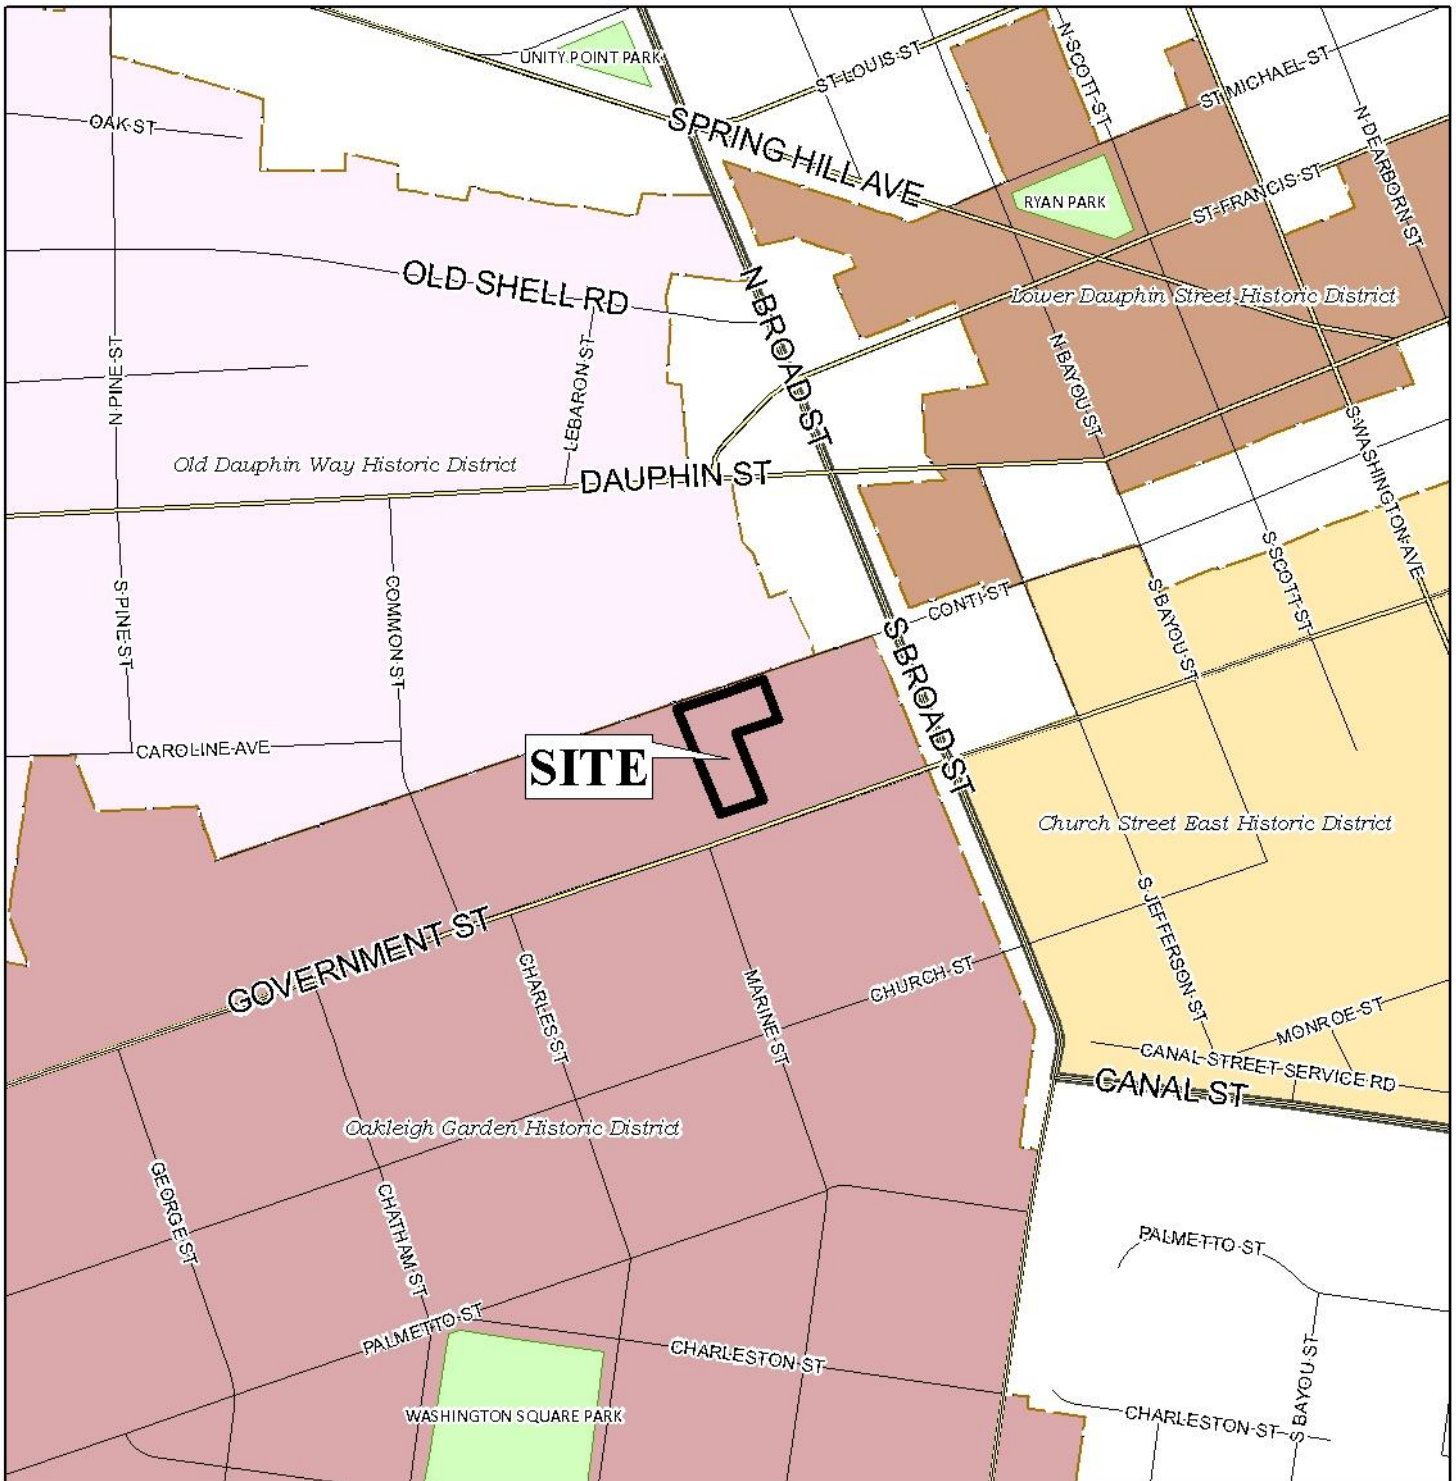 UNITY POINT PARK
ST LOUIS ST
N SCOTT ST
ST MICHAEL ST
OAK ST
SPRING HILL AVE
N DEARBORN ST
RYAN PARK
ST FRANCIS ST
OLD SHELL RD
N BROAD ST
Lower Dauphin Street Historic District
N PINE ST
LEBARON ST
N BAYOU ST
S WASHINGTON AVE
Old Dauphin Way Historic District
DAUPHIN ST
S PINE ST
COMMON ST
CONTI ST
S BAYOU ST
S SCOTT ST
S BROAD ST
CAROLINE AVE
SITE
Church Street East Historic District
GOVERNMENT ST
CHARLES ST
MARINE ST
CHURCH ST
S JEFFERSON ST
MONROE ST
CANAL STREET SERVICE RD
CANAL ST
Oakleigh Garden Historic District
GEORGE ST
CHATHAM ST
PALMETTO ST
PALMETTO ST
CHARLESTON ST
S BAYOU ST
WASHINGTON SQUARE PARK
CHARLESTON ST